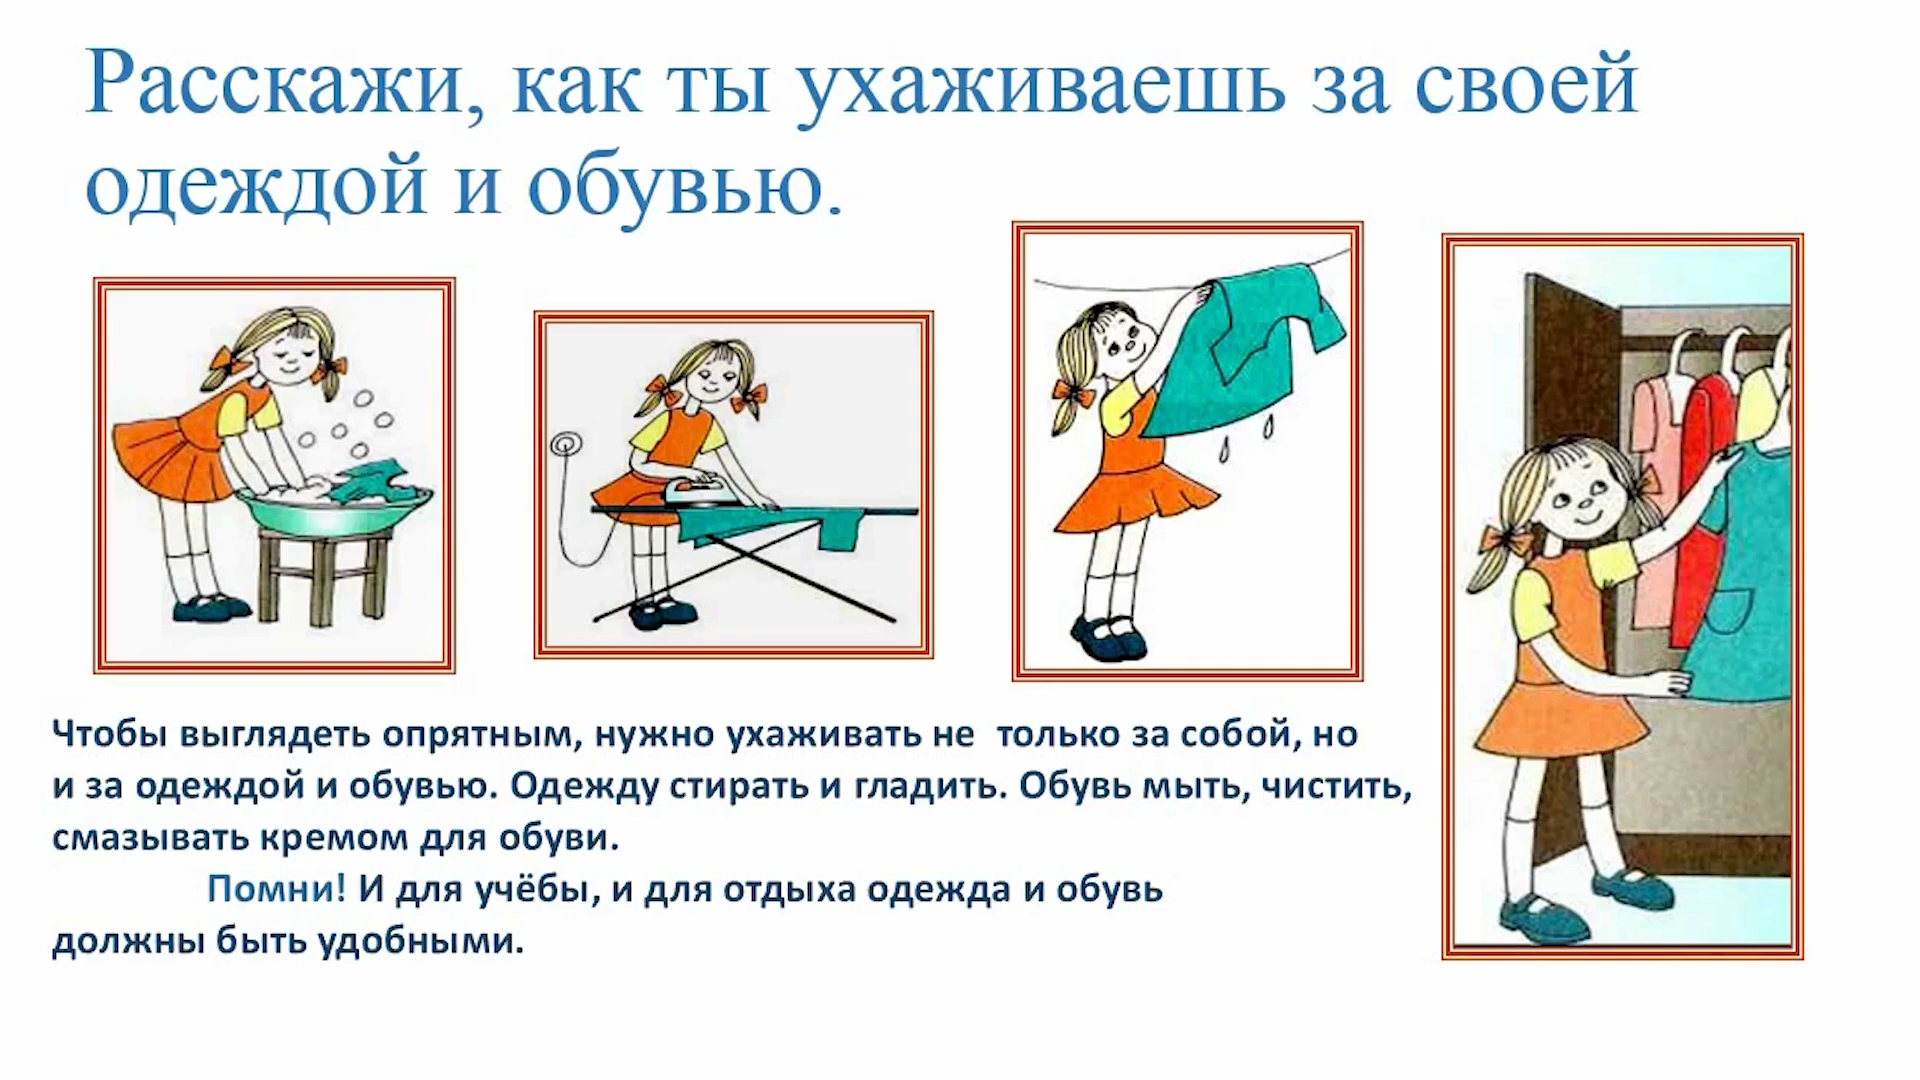 Расскажи, как ты ухаживаешь за своей
одеждой и обувью.
Чтобы выглядеть опрятным, нужно ухаживать не  только за собой, но
и за одеждой и обувью. Одежду стирать и гладить. Обувь мыть, чистить,
смазывать кремом для обуви.
Помни! И для учёбы, и для отдыха одежда и обувь
должны быть удобными.